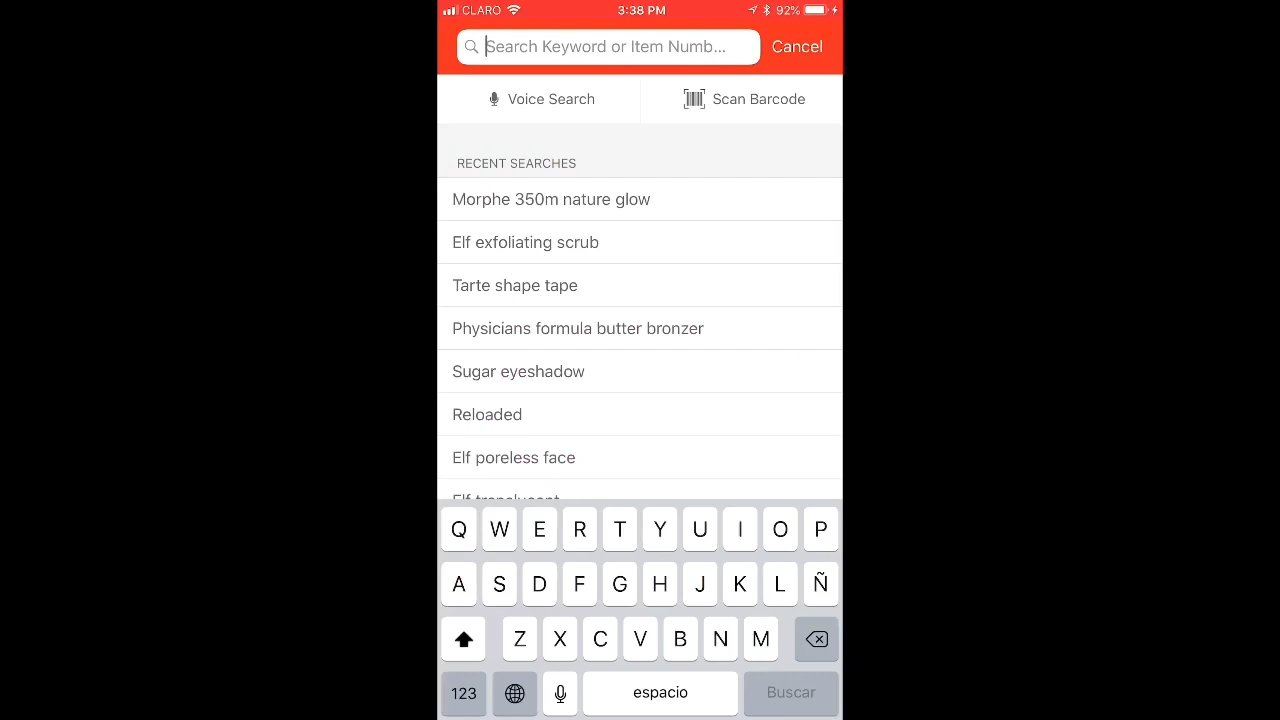 CLARO 3:38 PM 92%
Search Keyword or Item Numb... Cancel
Voice Search Scan Barcode
RECENT SEARCHES
Morphe 350m nature glow
Elf exfoliating scrub
Tarte shape tape
Physicians formula butter bronzer
Sugar eyeshadow
Reloaded
Elf poreless face
Elf translucent
Q W E R T Y U I O P
A S D F G H J K L Ñ
Z X C V B N M
123 espacio Buscar